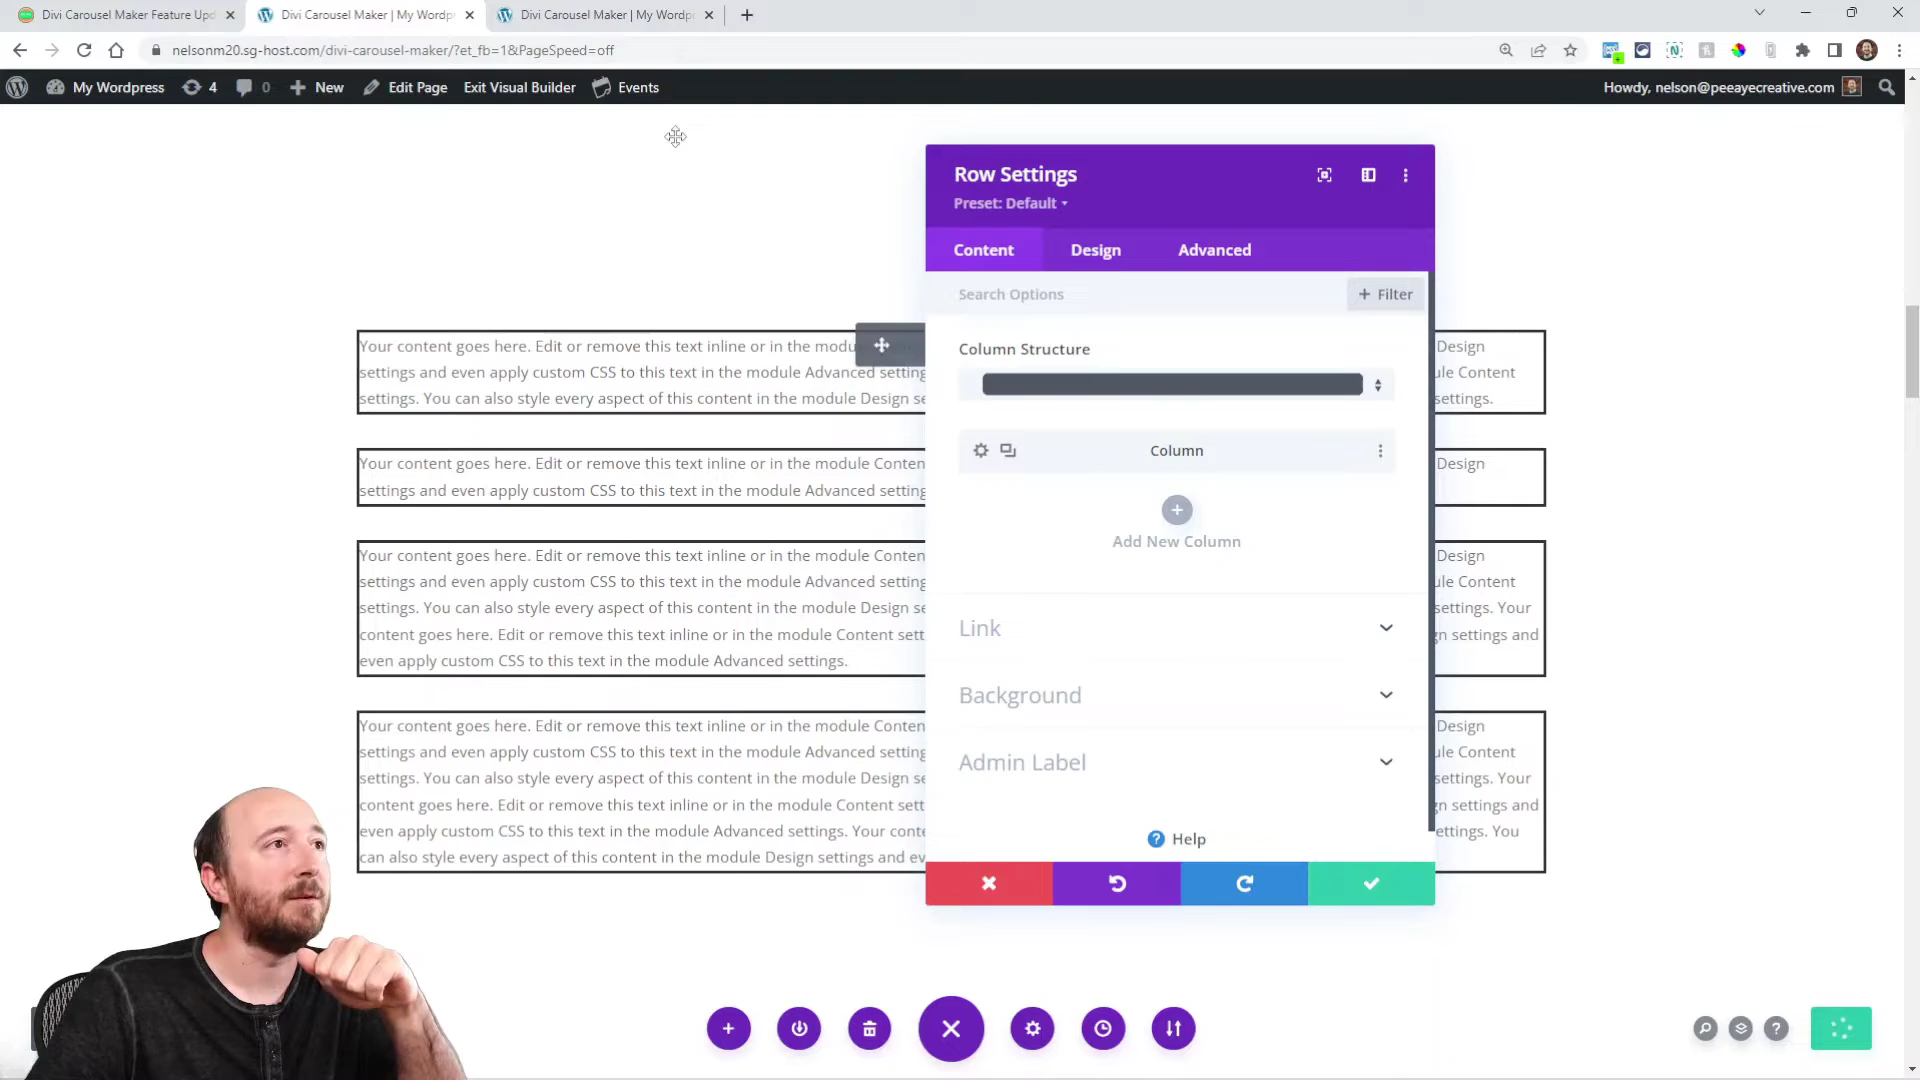 Divi Carousel Maker Feature Upd
Divi Carousel Maker | My Wordpr
Divi Carousel Maker | My Wordpr
nelsonm20.sg-host.com/divi-carousel-maker/?et_fb=1&PageSpeed=off
My Wordpress
4
0
New
Edit Page
Exit Visual Builder
Events
Howdy, nelson@peeayecreative.com
Row Settings
Preset: Default
Content
Design
Advanced
Search Options
+ Filter
Column Structure
Column
Add New Column
Link
Background
Admin Label
Help
Your content goes here. Edit or remove this text inline or in the modu Design
settings and even apply custom CSS to this text in the module Advanced setting ule Content
settings. You can also style every aspect of this content in the module Design se settings.
Your content goes here. Edit or remove this text inline or in the module Conten Design
settings and even apply custom CSS to this text in the module Advanced setting
Your content goes here. Edit or remove this text inline or in the module Conten Design
settings and even apply custom CSS to this text in the module Advanced setting ule Content
settings. You can also style every aspect of this content in the module Design se settings. Your
content goes here. Edit or remove this text inline or in the module Content sett gn settings and
even apply custom CSS to this text in the module Advanced settings.
Your content goes here. Edit or remove this text inline or in the module Conten Design
settings and even apply custom CSS to this text in the module Advanced setting ule Content
settings. You can also style every aspect of this content in the module Design se settings. Your
content goes here. Edit or remove this text inline or in the module Content sett gn settings and
even apply custom CSS to this text in the module Advanced settings. Your conte ettings. You
can also style every aspect of this content in the module Design settings and ev